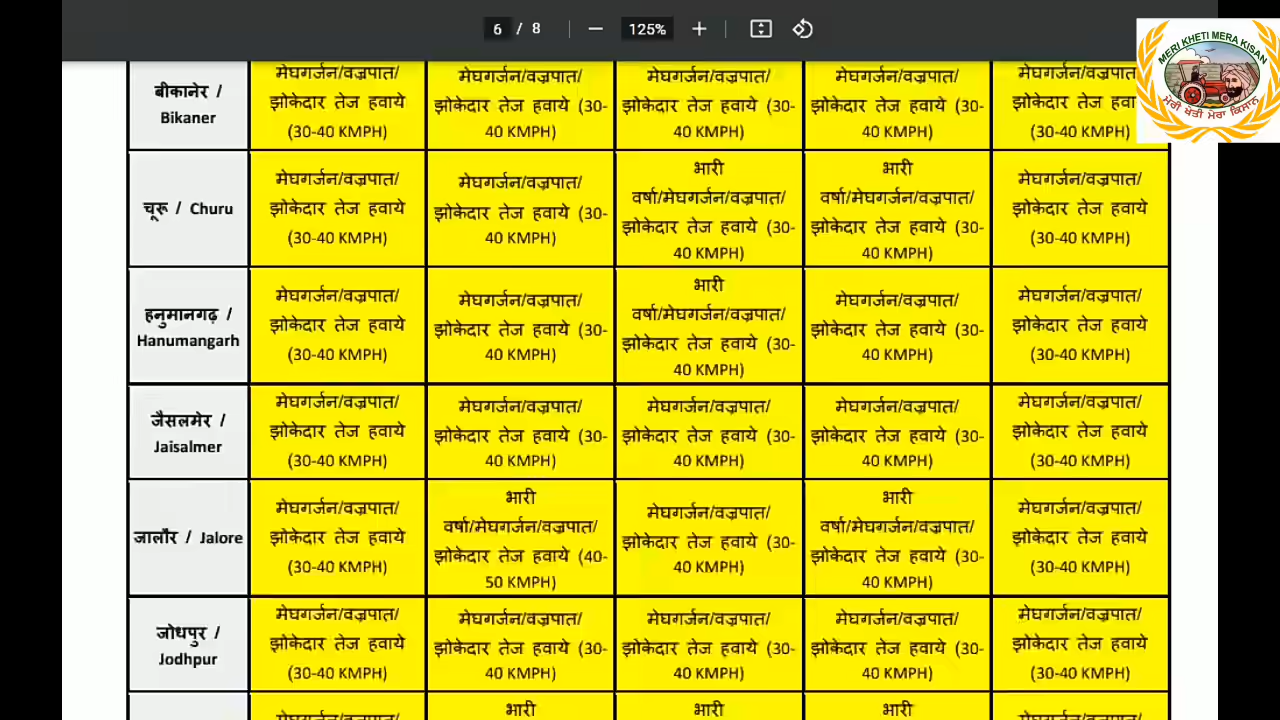 6 / 8 125%
MERI KHETI MERA KISAN
ਮੇਰੀ ਖੇਤੀ ਮੇਰਾ ਕਿਸਾਨ
बीकानेर /
Bikaner
मेघगर्जन/वज्रपात/
झोकेदार तेज हवाये
(30-40 KMPH)
मेघगर्जन/वज्रपात/
झोकेदार तेज हवाये (30-
40 KMPH)
मेघगर्जन/वज्रपात/
झोकेदार तेज हवाये (30-
40 KMPH)
मेघगर्जन/वज्रपात/
झोकेदार तेज हवाये (30-
40 KMPH)
मेघगर्जन/वज्रपात/
झोकेदार तेज
(30-40 KMPH)
चूरू / Churu
मेघगर्जन/वज्रपात/
झोकेदार तेज हवाये
(30-40 KMPH)
मेघगर्जन/वज्रपात/
झोकेदार तेज हवाये (30-
40 KMPH)
भारी
वर्षा/मेघगर्जन/वज्रपात/
झोकेदार तेज हवाये (30-
40 KMPH)
भारी
वर्षा/मेघगर्जन/वज्रपात/
झोकेदार तेज हवाये (30-
40 KMPH)
मेघगर्जन/वज्रपात/
झोकेदार तेज हवाये
(30-40 KMPH)
हनुमानगढ़ /
Hanumangarh
मेघगर्जन/वज्रपात/
झोकेदार तेज हवाये
(30-40 KMPH)
मेघगर्जन/वज्रपात/
झोकेदार तेज हवाये (30-
40 KMPH)
भारी
वर्षा/मेघगर्जन/वज्रपात/
झोकेदार तेज हवाये (30-
40 KMPH)
मेघगर्जन/वज्रपात/
झोकेदार तेज हवाये (30-
40 KMPH)
मेघगर्जन/वज्रपात/
झोकेदार तेज हवाये
(30-40 KMPH)
जैसलमेर /
Jaisalmer
मेघगर्जन/वज्रपात/
झोकेदार तेज हवाये
(30-40 KMPH)
मेघगर्जन/वज्रपात/
झोकेदार तेज हवाये (30-
40 KMPH)
मेघगर्जन/वज्रपात/
झोकेदार तेज हवाये (30-
40 KMPH)
मेघगर्जन/वज्रपात/
झोकेदार तेज हवाये (30-
40 KMPH)
मेघगर्जन/वज्रपात/
झोकेदार तेज हवाये
(30-40 KMPH)
जालौर / Jalore
मेघगर्जन/वज्रपात/
झोकेदार तेज हवाये
(30-40 KMPH)
भारी
वर्षा/मेघगर्जन/वज्रपात/
झोकेदार तेज हवाये (40-
50 KMPH)
मेघगर्जन/वज्रपात/
झोकेदार तेज हवाये (30-
40 KMPH)
भारी
वर्षा/मेघगर्जन/वज्रपात/
झोकेदार तेज हवाये (30-
40 KMPH)
मेघगर्जन/वज्रपात/
झोकेदार तेज हवाये
(30-40 KMPH)
जोधपुर /
Jodhpur
मेघगर्जन/वज्रपात/
झोकेदार तेज हवाये
(30-40 KMPH)
मेघगर्जन/वज्रपात/
झोकेदार तेज हवाये (30-
40 KMPH)
मेघगर्जन/वज्रपात/
झोकेदार तेज हवाये (30-
40 KMPH)
मेघगर्जन/वज्रपात/
झोकेदार तेज हवाये (30-
40 KMPH)
मेघगर्जन/वज्रपात/
झोकेदार तेज हवाये
(30-40 KMPH)
भारी
भारी
भारी